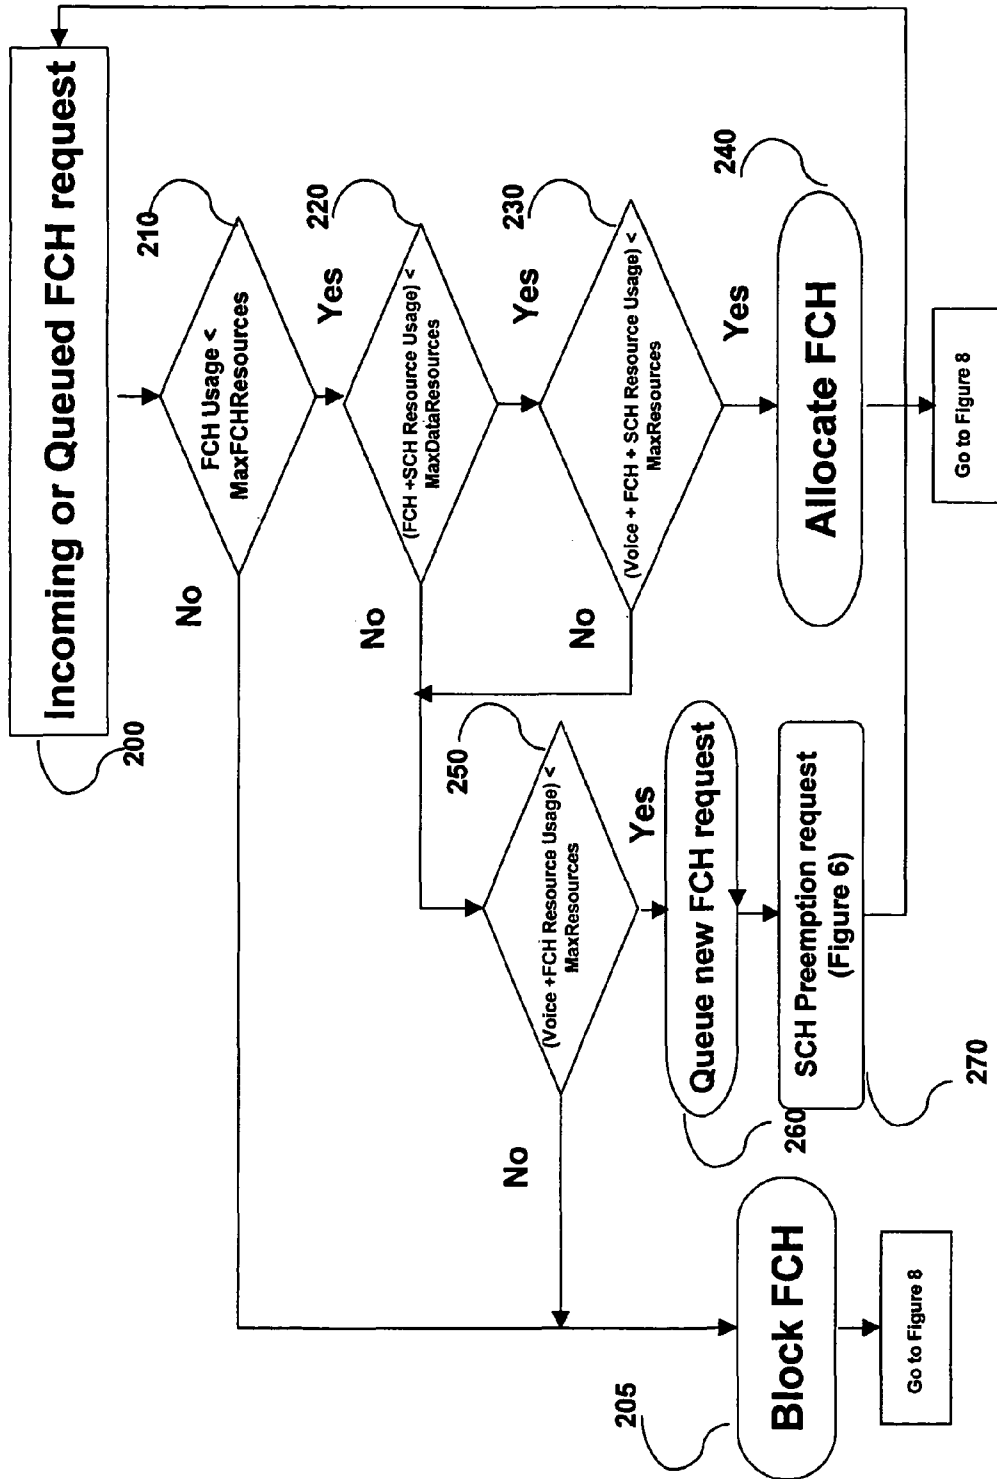 Incoming or Queued FCH request
200
210
FCH Usage <
MaxFCHResources
No
Yes
220
(FCH +SCH Resource Usage) <
MaxDataResources
No
Yes
230
(Voice + FCH + SCH Resource Usage) <
MaxResources
No
Yes
240
Allocate FCH
Go to Figure 8
250
(Voice +FCH Resource Usage) <
MaxResources
No
Yes
260
Queue new FCH request
SCH Preemption request
(Figure 6)
270
205
Block FCH
Go to Figure 8